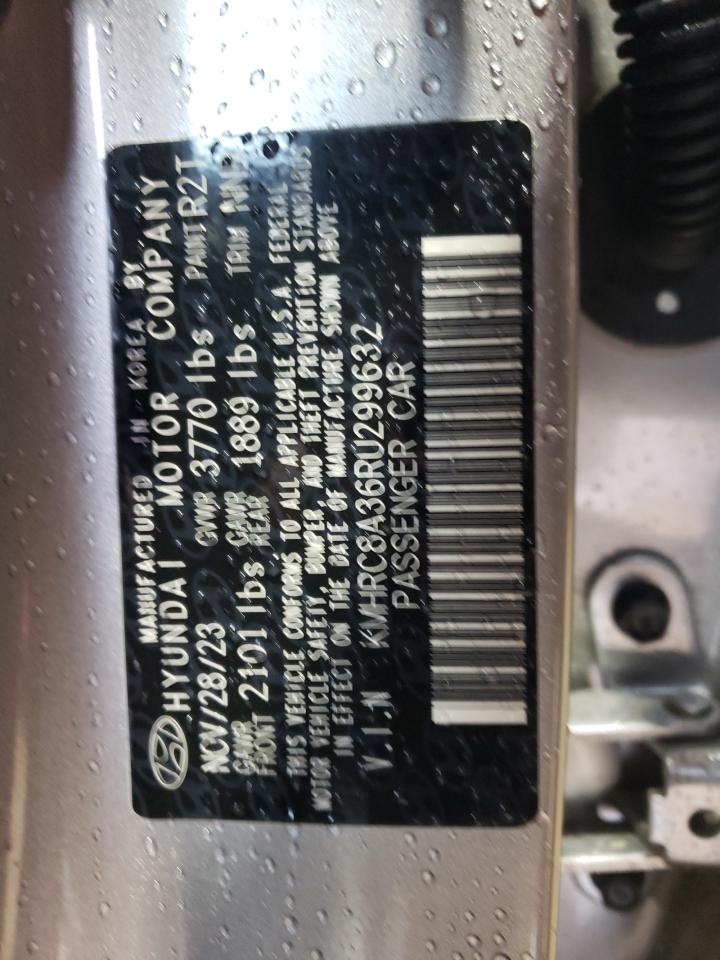 MANUFACTURED IN KOREA BY
HYUNDAI MOTOR COMPANY
NOV/28/23 GVWR 3770 lbs PAINT R2T
GAWR FRONT 2101 lbs GAWR REAR 1889 lbs TRIM
THIS VEHICLE CONFORMS TO ALL APPLICABLE U.S.A. FEDERAL
MOTOR VEHICLE SAFETY, BUMPER, AND THEFT PREVENTION STANDARDS
IN EFFECT ON THE DATE OF MANUFACTURE SHOWN ABOVE.
V.I.N KMHRC8A36RU299632
PASSENGER CAR